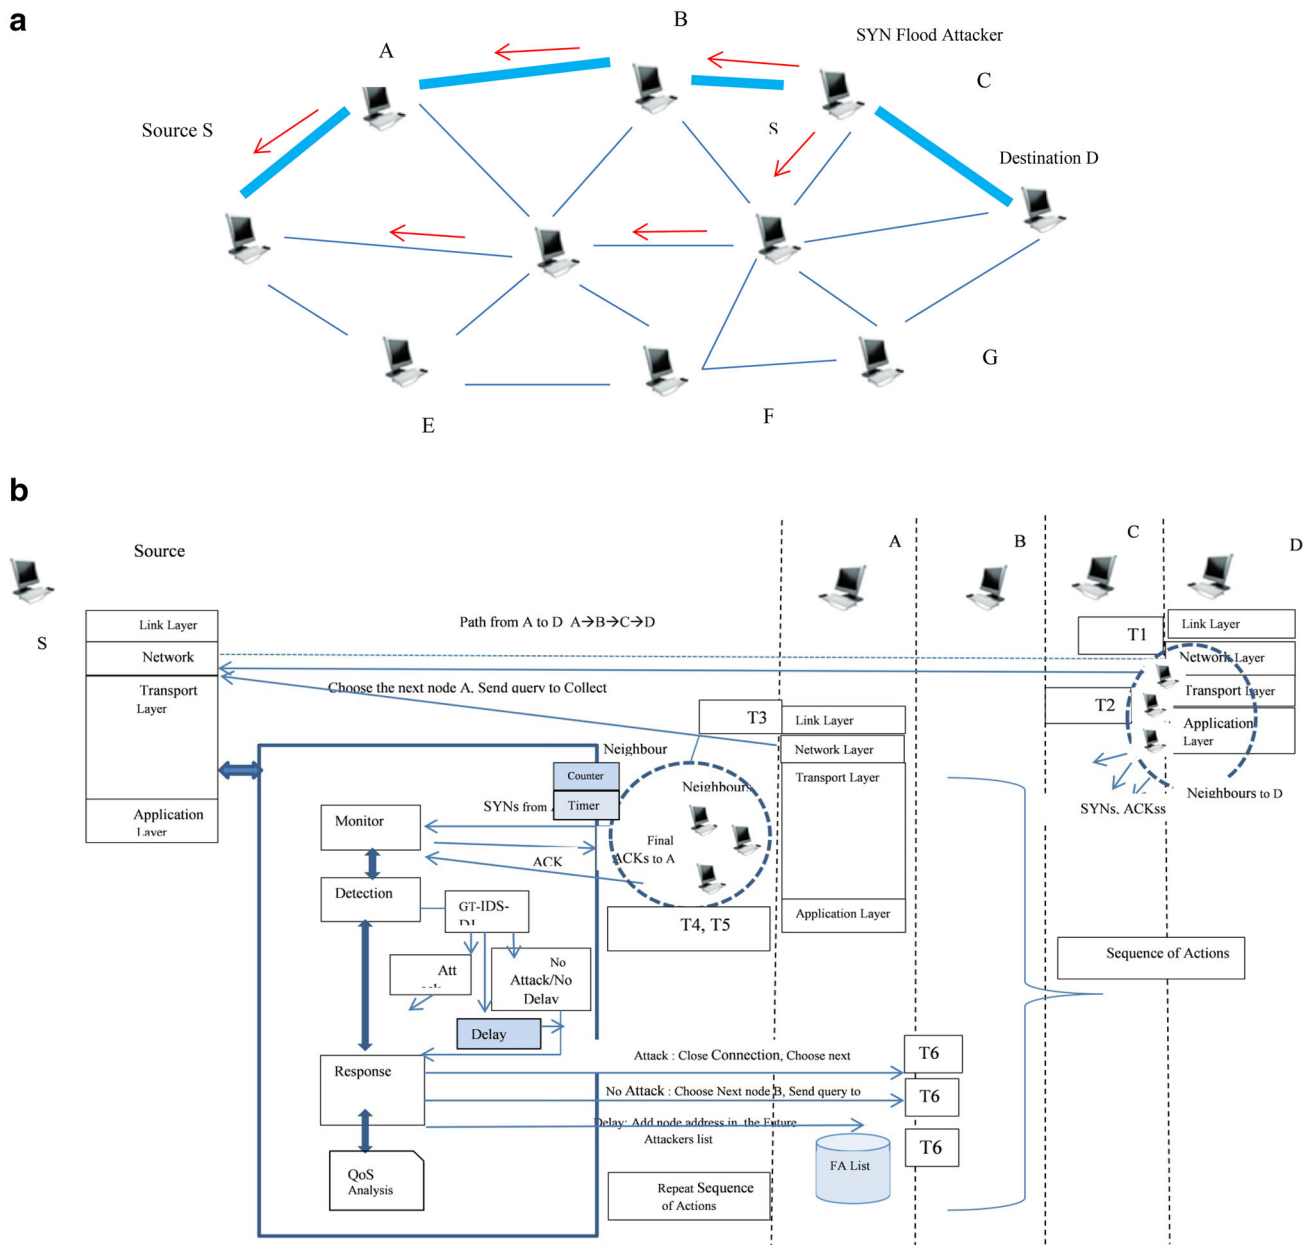 a
B
SYN Flood Attacker
A
C
Source S
S
Destination D
G
F
E
b
Source
A
B
C
D
S
Link Layer
Path from A to D A→B→C→D
T1
Link Layer
Network
Network Layer
Choose the next node A, Send query to Collect
Transport
Layer
T2
Transport Layer
T3
Link Layer
Application
Layer
Neighbour
Network Layer
Counter
Transport Layer
Neighbours
Neighbours to D
SYNs from
Timer
SYNs, ACKss
Application
Layer
Monitor
Final
ACKs to A
ACK
Detection
GT-IDS-
T4, T5
Application Layer
Sequence of Actions
Att
No
Attack/No
Delay
Delay
Response
Attack : Close Connection, Choose next
T6
No Attack : Choose Next node B, Send query to
T6
Delay: Add node address in the Future
Attackers list
T6
FA List
QoS
Analysis
Repeat Sequence
of Actions